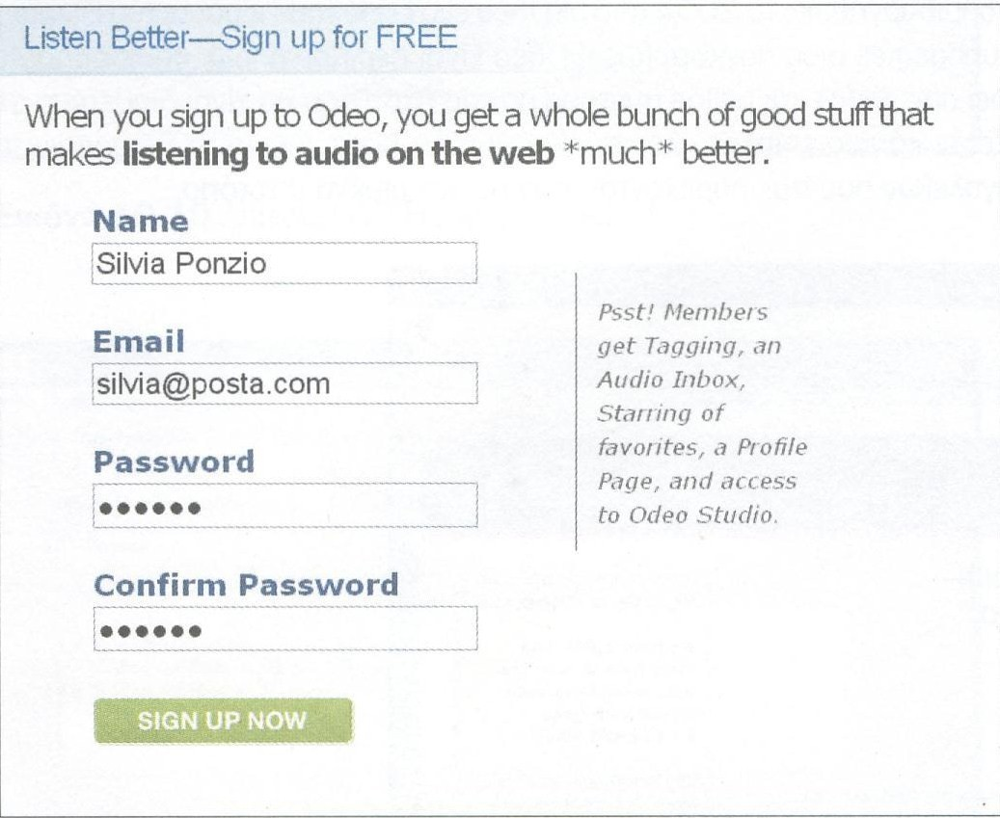 Listen Better—Sign up for FREE
When you sign up to Odeo, you get a whole bunch of good stuff that
makes listening to audio on the web *much* better.
Name
Silvia Ponzio
Email
silvia@posta.com
Password
••••••
Confirm Password
••••••
SIGN UP NOW
Psst! Members
get Tagging, an
Audio Inbox,
Starring of
favorites, a Profile
Page, and access
to Odeo Studio.